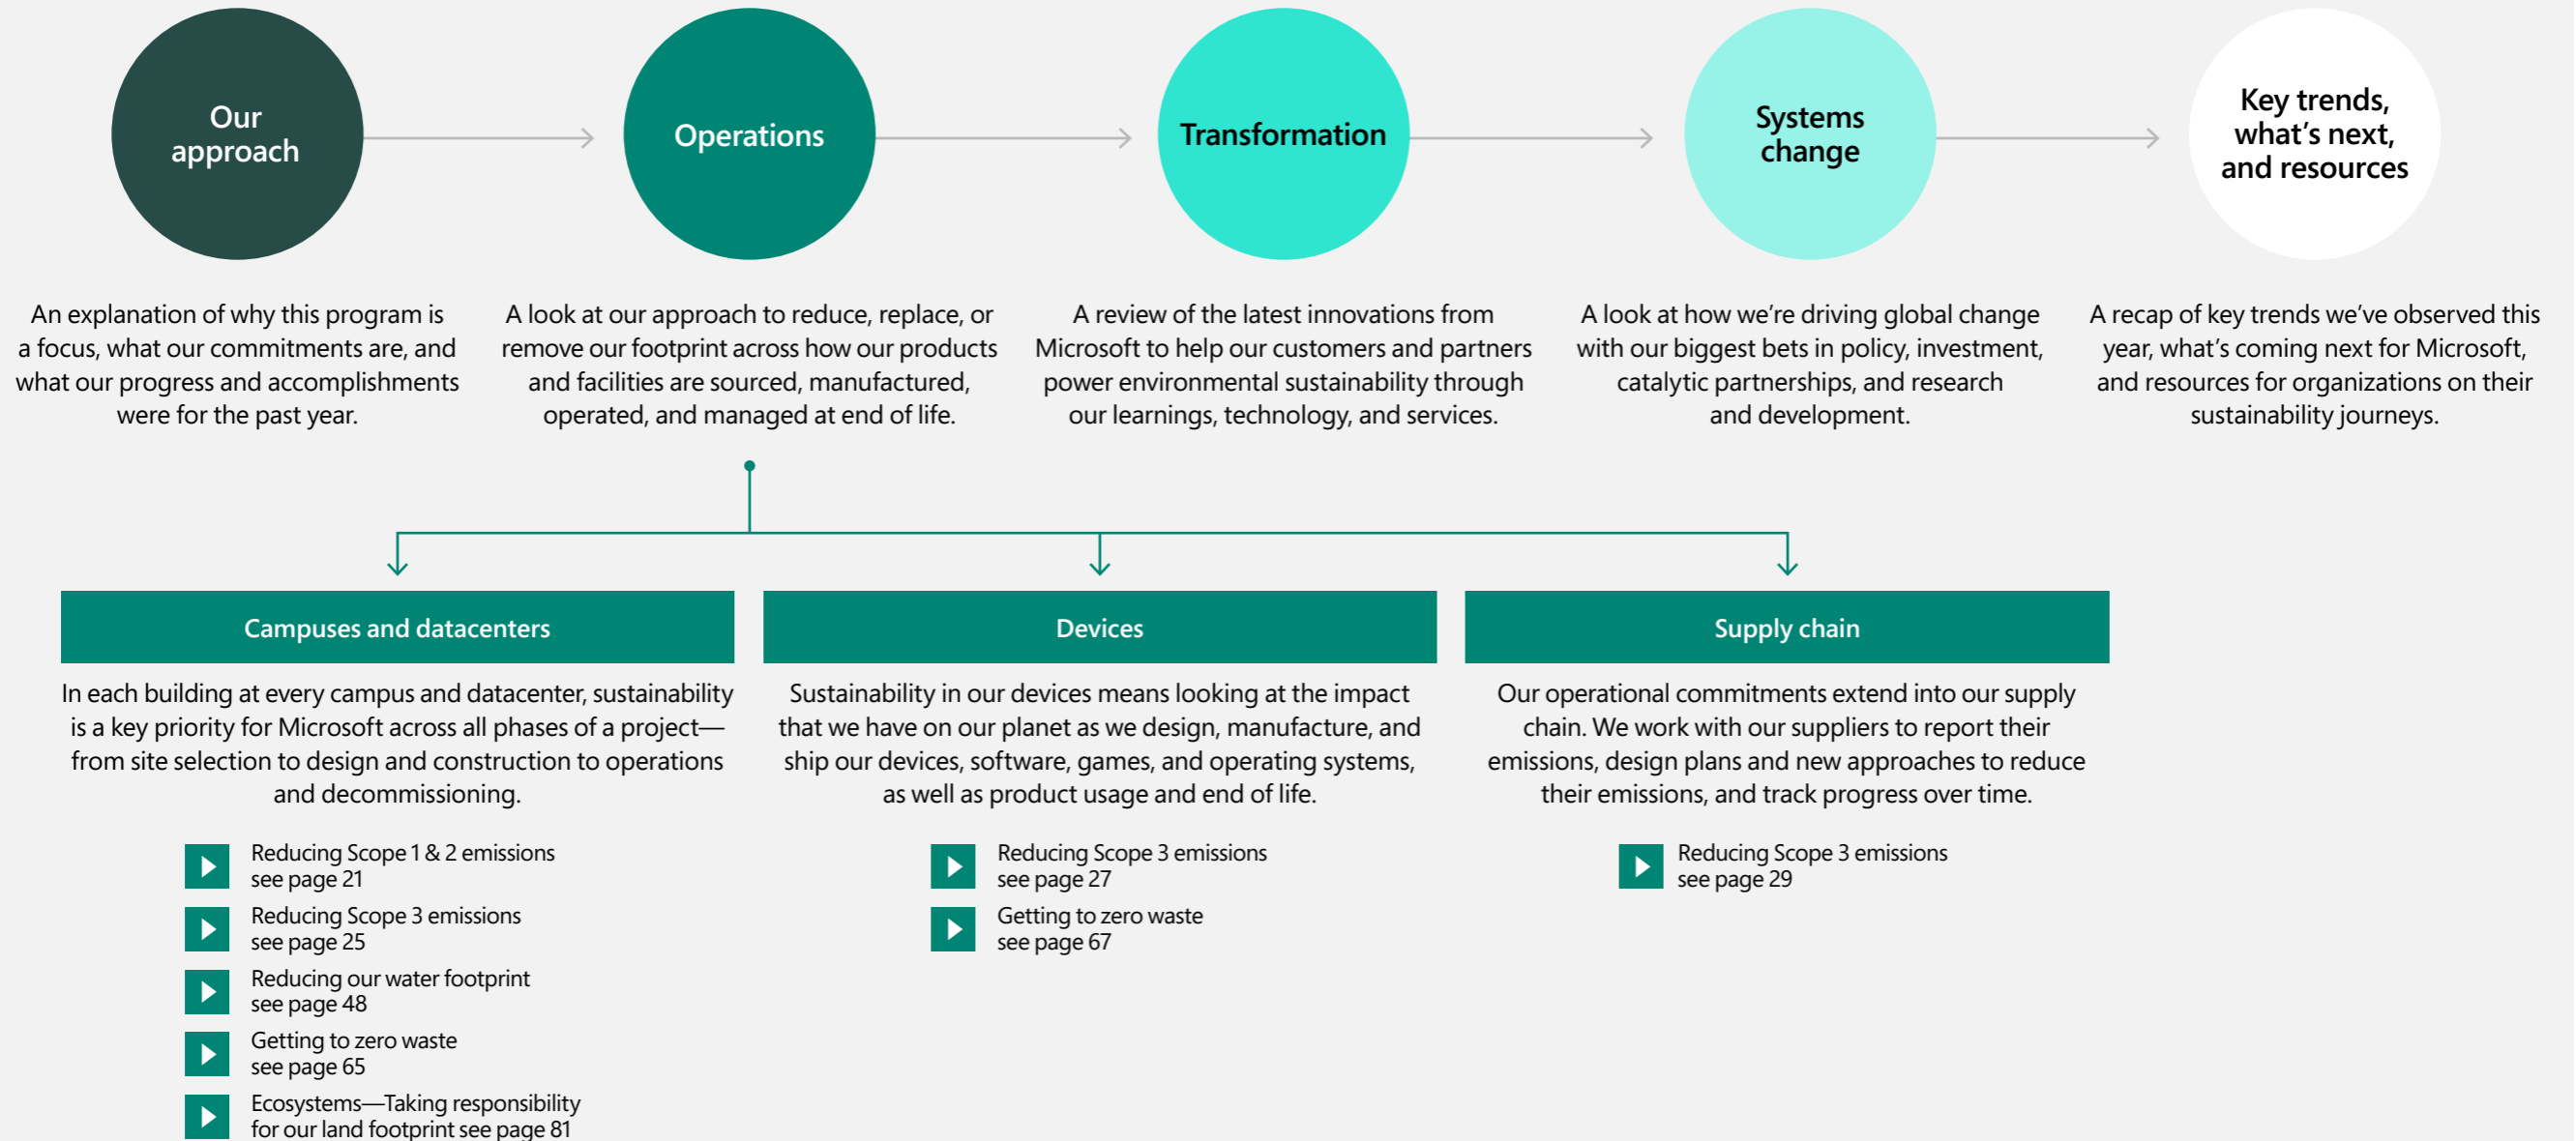 Our
approach
Operations
Transformation
Systems
change
Key trends,
what’s next,
and resources
An explanation of why this program is
a focus, what our commitments are, and
what our progress and accomplishments
were for the past year.
A look at our approach to reduce, replace, or
remove our footprint across how our products
and facilities are sourced, manufactured,
operated, and managed at end of life.
A review of the latest innovations from
Microsoft to help our customers and partners
power environmental sustainability through
our learnings, technology, and services.
A look at how we’re driving global change
with our biggest bets in policy, investment,
catalytic partnerships, and research
and development.
A recap of key trends we’ve observed this
year, what’s coming next for Microsoft,
and resources for organizations on their
sustainability journeys.
Campuses and datacenters
In each building at every campus and datacenter, sustainability
is a key priority for Microsoft across all phases of a project—
from site selection to design and construction to operations
and decommissioning.
Reducing Scope 1 & 2 emissions
see page 21
Reducing Scope 3 emissions
see page 25
Reducing our water footprint
see page 48
Getting to zero waste
see page 65
Ecosystems—Taking responsibility
for our land footprint see page 81
Devices
Sustainability in our devices means looking at the impact
that we have on our planet as we design, manufacture, and
ship our devices, software, games, and operating systems,
as well as product usage and end of life.
Reducing Scope 3 emissions
see page 27
Getting to zero waste
see page 67
Supply chain
Our operational commitments extend into our supply
chain. We work with our suppliers to report their
emissions, design plans and new approaches to reduce
their emissions, and track progress over time.
Reducing Scope 3 emissions
see page 29